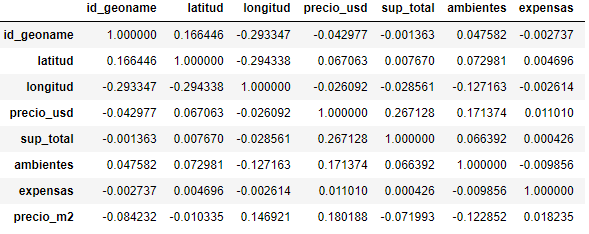 id_geoname latitud longitud precio_usd sup_total ambientes expensas
id_geoname 1.000000 0.166446 -0.293347 -0.042977 -0.001363 0.047582 -0.002737
latitud 0.166446 1.000000 -0.294338 0.067063 0.007670 0.072981 0.004696
longitud -0.293347 -0.294338 1.000000 -0.026092 -0.028561 -0.127163 -0.002614
precio_usd -0.042977 0.067063 -0.026092 1.000000 0.267128 0.171374 0.011010
sup_total -0.001363 0.007670 -0.028561 0.267128 1.000000 0.066392 0.000426
ambientes 0.047582 0.072981 -0.127163 0.171374 0.066392 1.000000 -0.009856
expensas -0.002737 0.004696 -0.002614 0.011010 0.000426 -0.009856 1.000000
precio_m2 -0.084232 -0.010335 0.146921 0.180188 -0.071993 -0.122852 0.018235